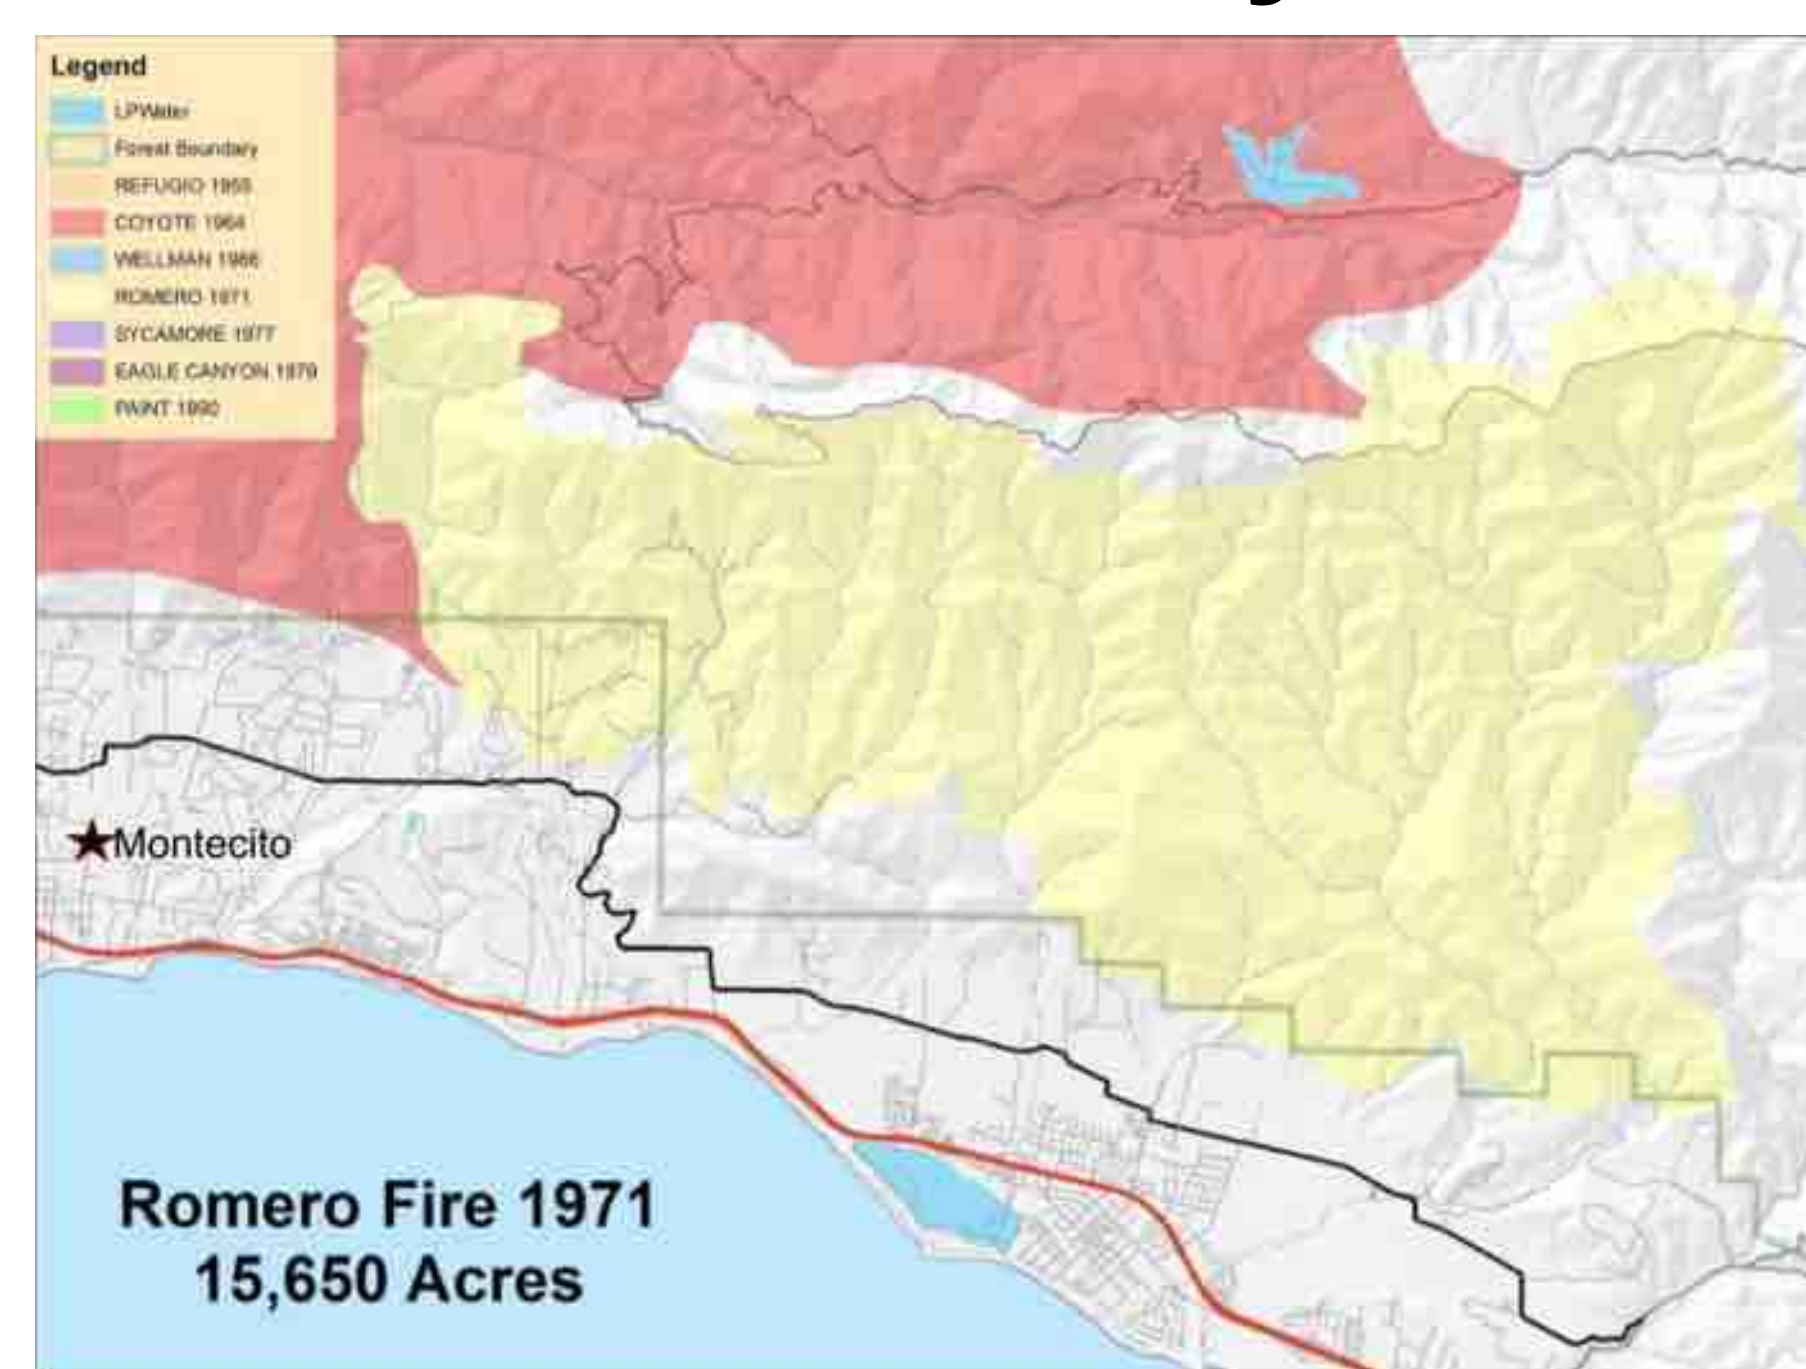 Legend
LPWater
Forest Boundary
REFUGIO 1955
COYOTE 1964
WELLMAN 1966
ROMERO 1971
SYCAMORE 1977
EAGLE CANYON 1979
PAINT 1990
Montecito
Romero Fire 1971
15,650 Acres